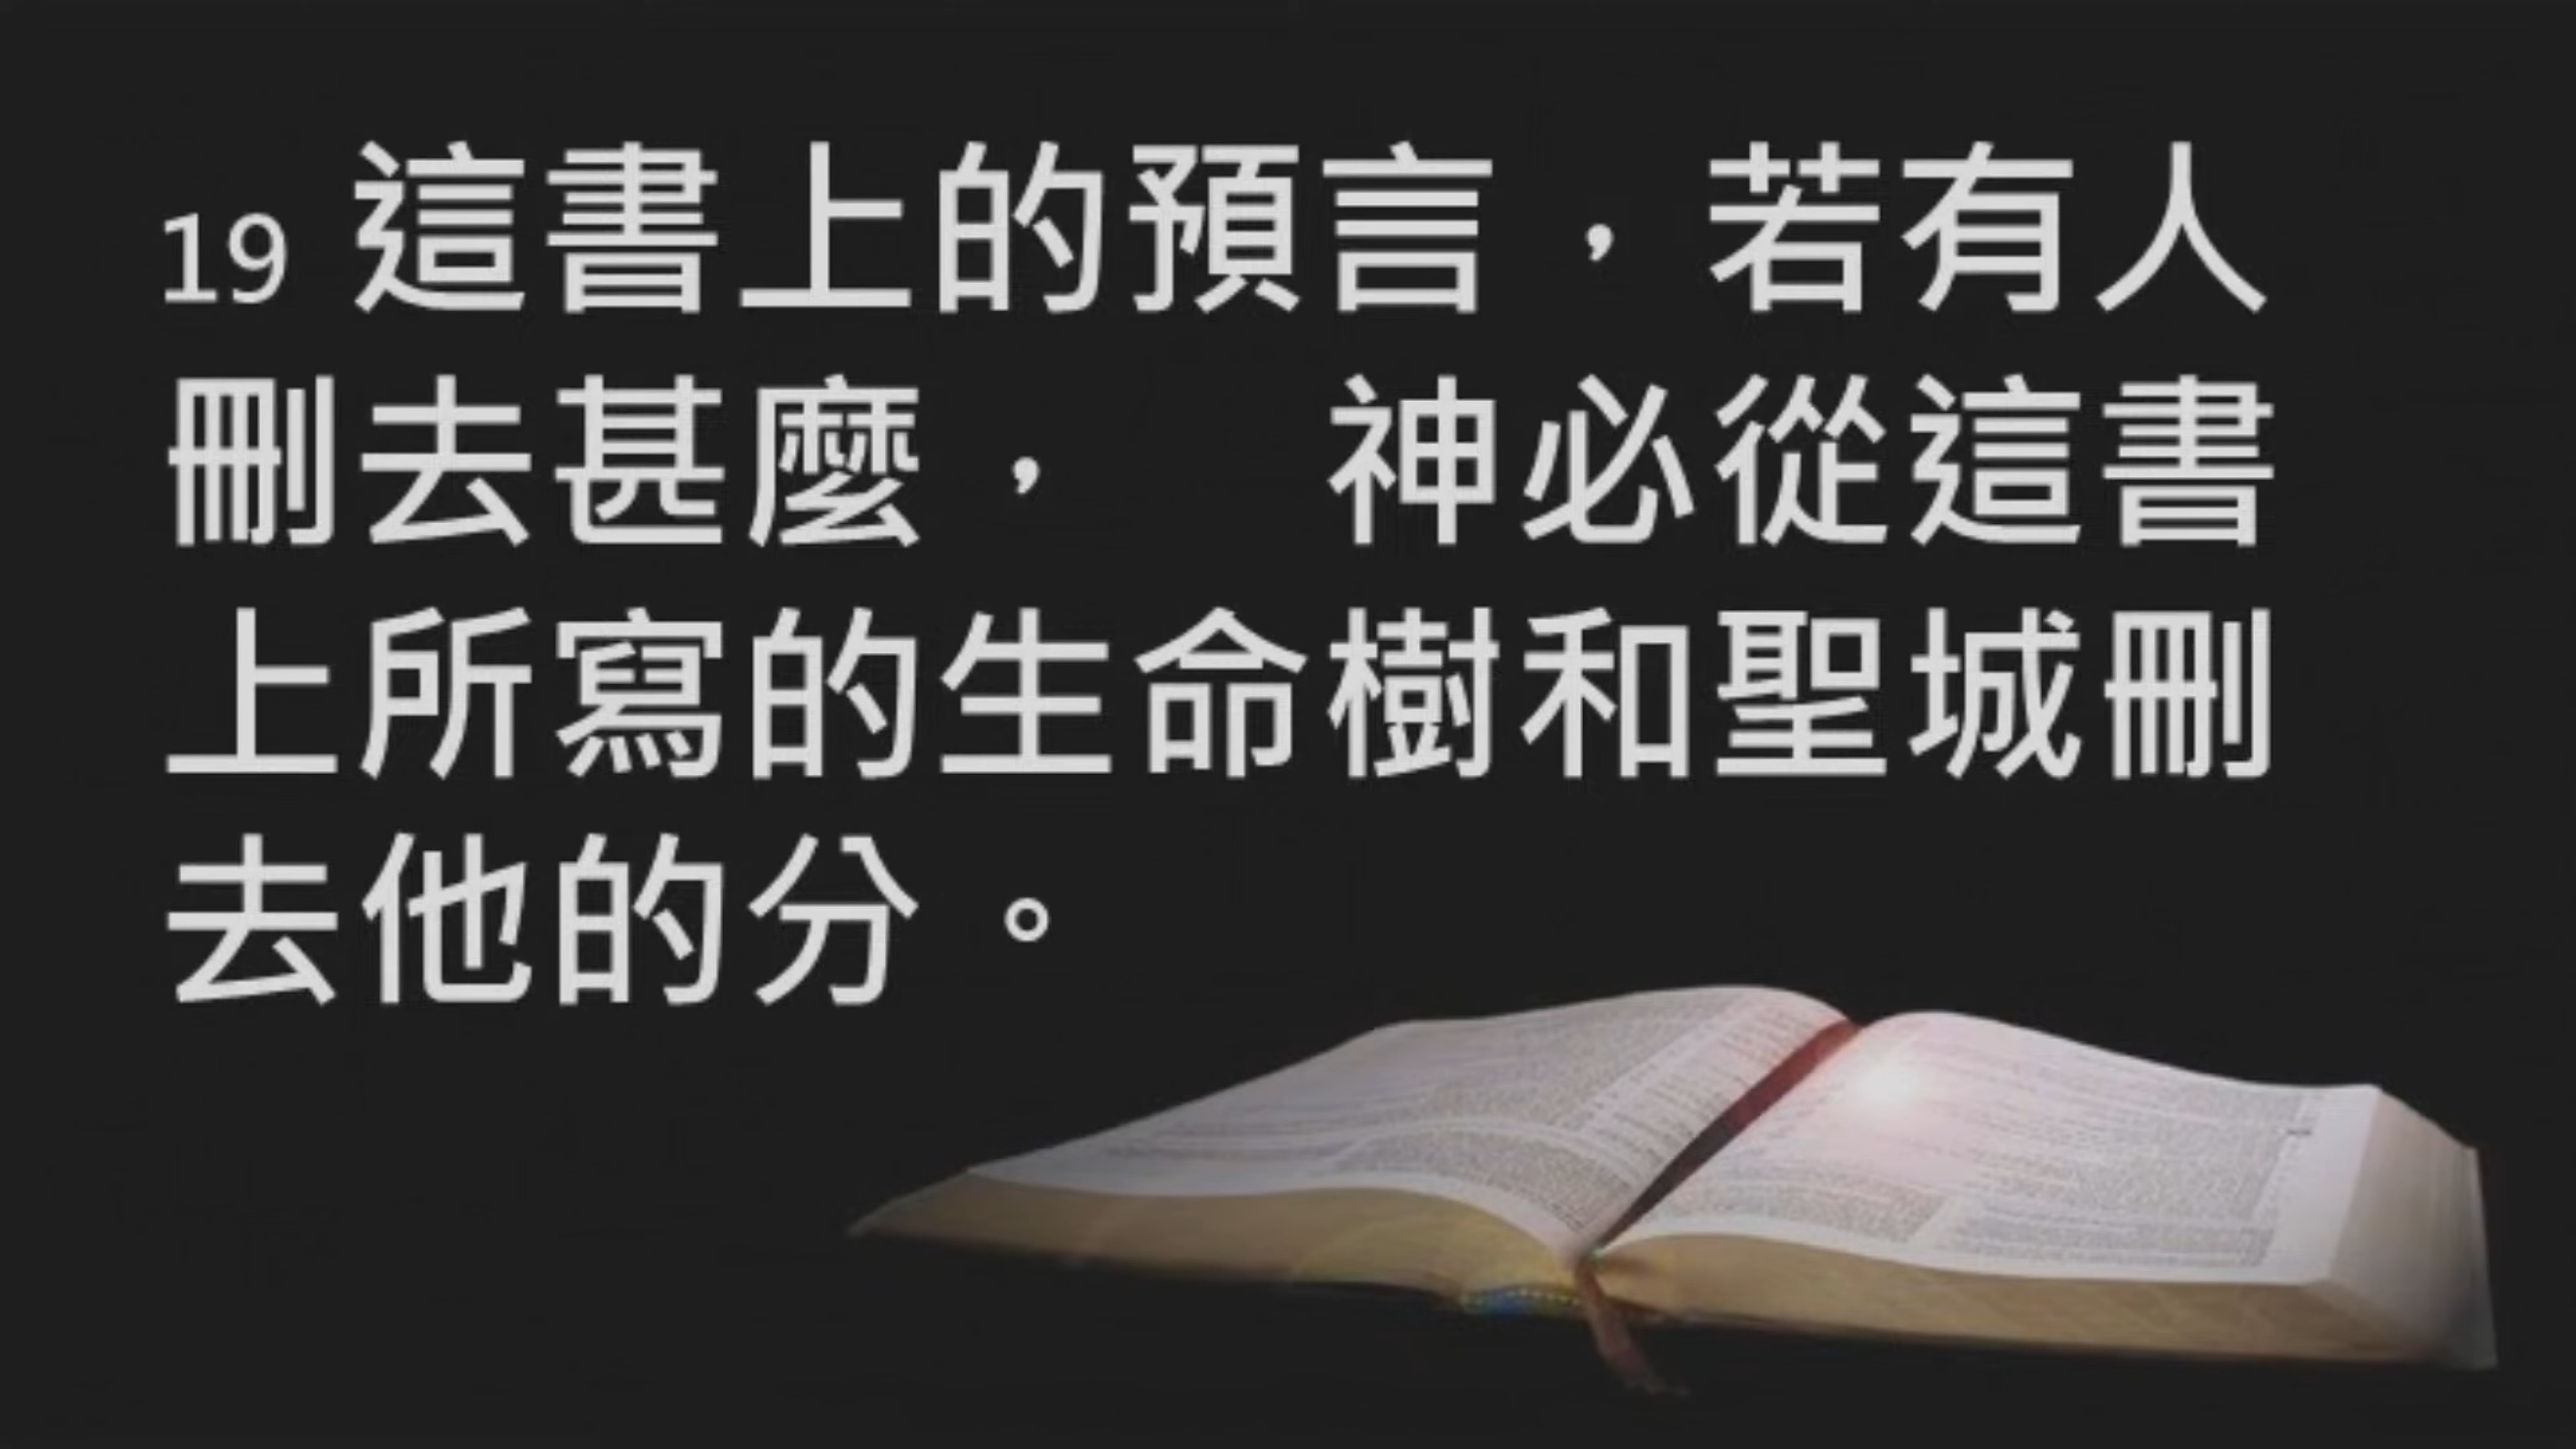 19 這書上的預言，若有人
刪去甚麼，　神必從這書
上所寫的生命樹和聖城刪
去他的分。